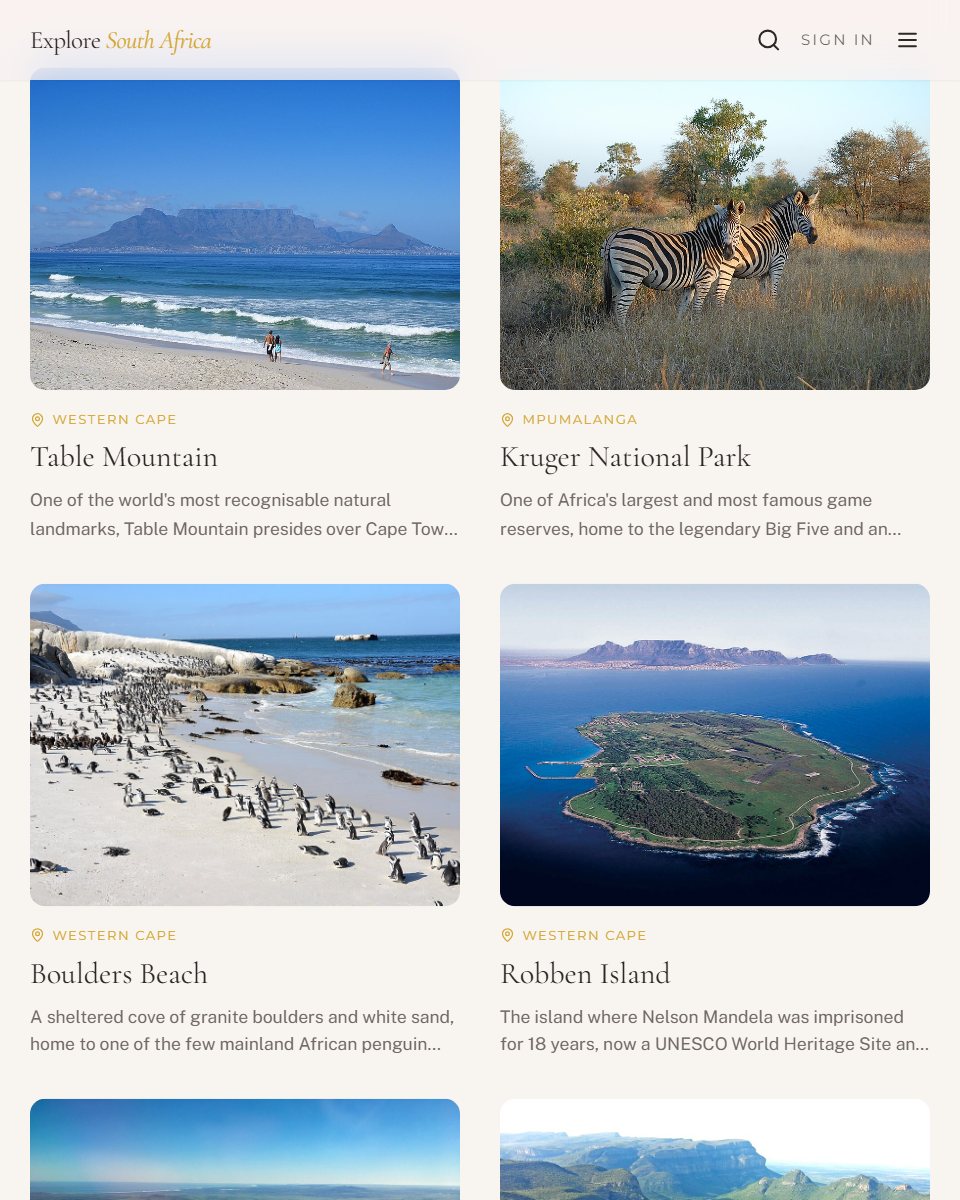 Explore South Africa
SIGN IN
WESTERN CAPE
Table Mountain
One of the world's most recognisable natural
landmarks, Table Mountain presides over Cape Tow...
MPUMALANGA
Kruger National Park
One of Africa's largest and most famous game
reserves, home to the legendary Big Five and an...
WESTERN CAPE
Boulders Beach
A sheltered cove of granite boulders and white sand,
home to one of the few mainland African penguin...
WESTERN CAPE
Robben Island
The island where Nelson Mandela was imprisoned
for 18 years, now a UNESCO World Heritage Site an...